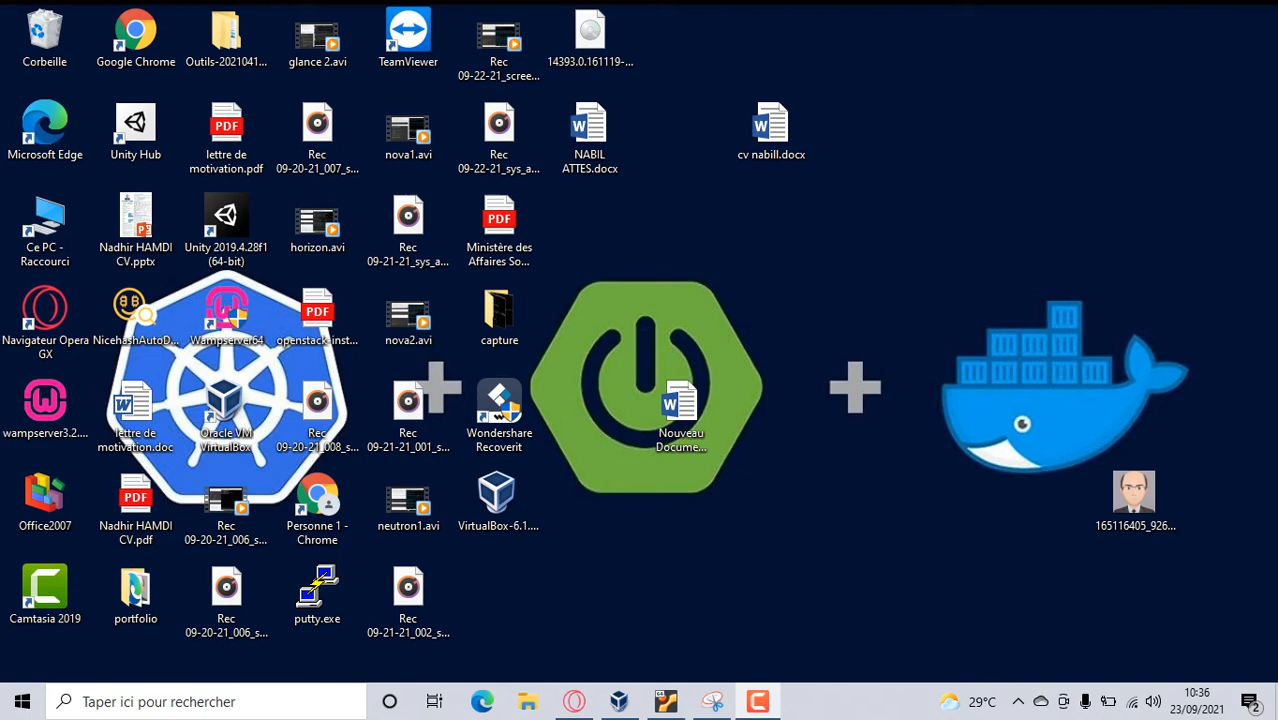 Corbeille
Google Chrome
Outils-2021041...
glance 2.avi
TeamViewer
Rec
09-22-21_scree...
14393.0.161119-...
Microsoft Edge
Unity Hub
PDF
lettre de
motivation.pdf
Rec
09-20-21_007_s...
nova1.avi
Rec
09-22-21_sys_a...
NABIL
ATTES.docx
cv nabill.docx
Ce PC -
Raccourci
Nadhir HAMDI
CV.pptx
Unity 2019.4.28f1
(64-bit)
horizon.avi
Rec
09-21-21_sys_a...
PDF
Ministère des
Affaires So...
Navigateur Opera
GX
NicehashAutoD...
Wampserver64
PDF
openstack-inst...
nova2.avi
capture
wampserver3.2....
lettre de
motivation.doc
Oracle VM
VirtualBox
Rec
09-20-21_008_s...
Rec
09-21-21_001_s...
Wondershare
Recoverit
Nouveau
Docume...
Office2007
PDF
Nadhir HAMDI
CV.pdf
Rec
09-20-21_006_s...
Personne 1 -
Chrome
neutron1.avi
VirtualBox-6.1....
165116405_926...
Camtasia 2019
portfolio
Rec
09-20-21_006_s...
putty.exe
Rec
09-21-21_002_s...
Taper ici pour rechercher
29°C
10:36
23/09/2021
2